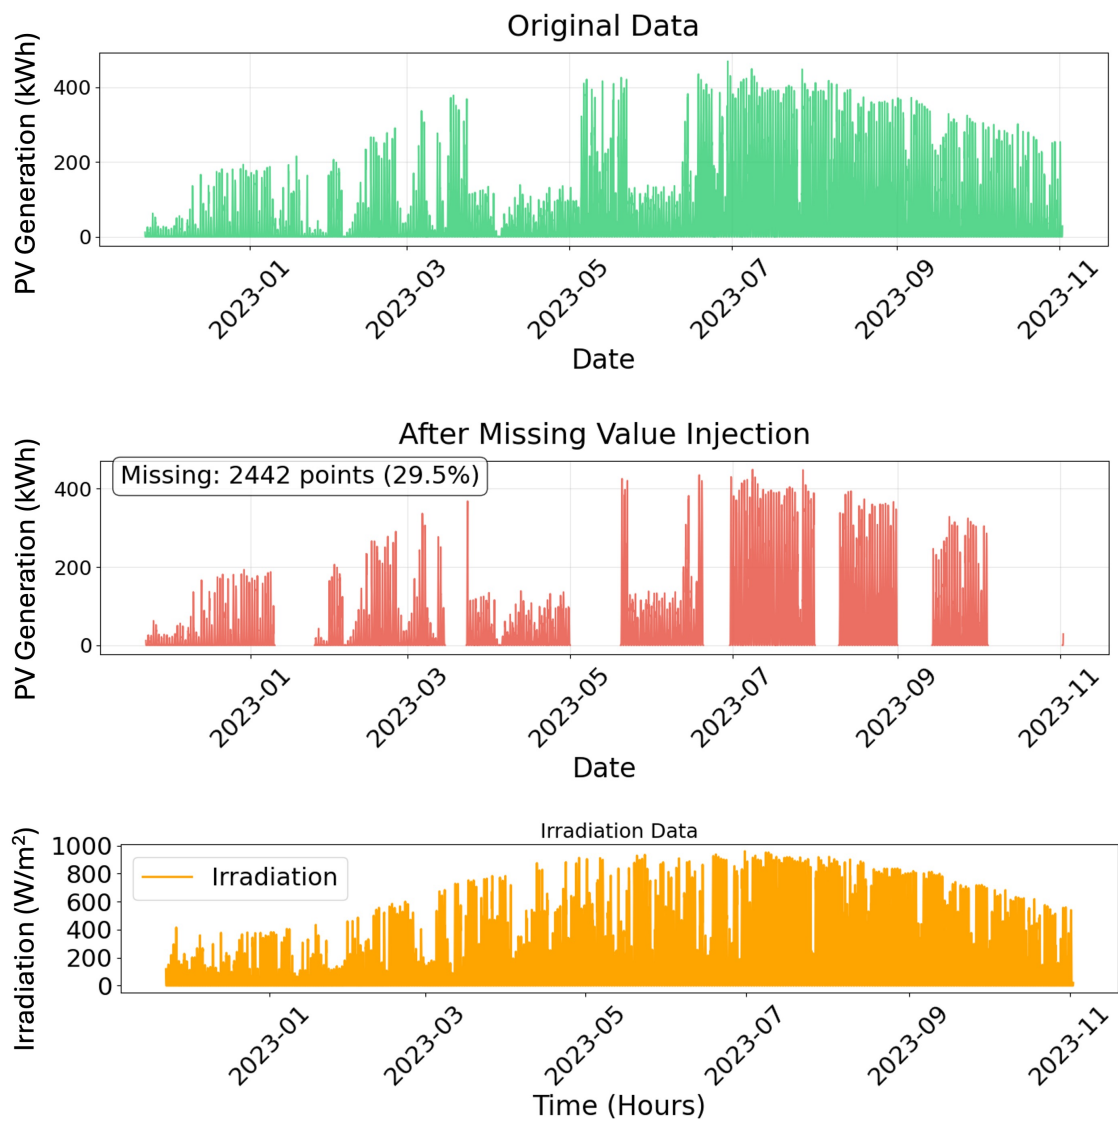 Original Data
PV Generation (kWh)
400
200
0
2023-01
2023-03
2023-05
2023-07
2023-09
2023-11
Date
After Missing Value Injection
PV Generation (kWh)
Missing: 2442 points (29.5%)
400
200
0
2023-01
2023-03
2023-05
2023-07
2023-09
2023-11
Date
Irradiation Data
Irradiation (W/m²)
1000
800
600
400
200
0
Irradiation
2023-01
2023-03
2023-05
2023-07
2023-09
2023-11
Time (Hours)